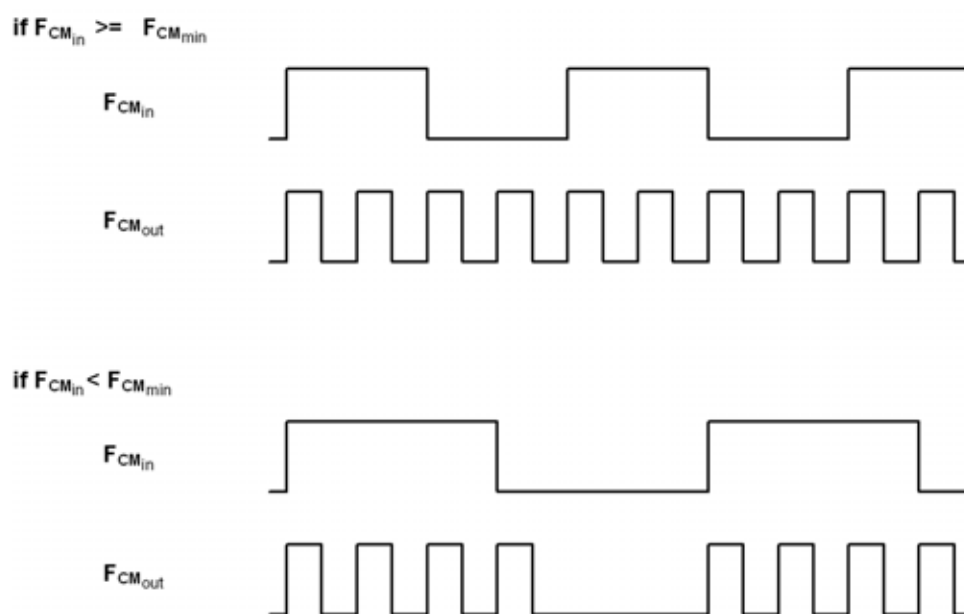 if FCMin >= FCMmin
FCMin
FCMout
if FCMin < FCMmin
FCMin
FCMout